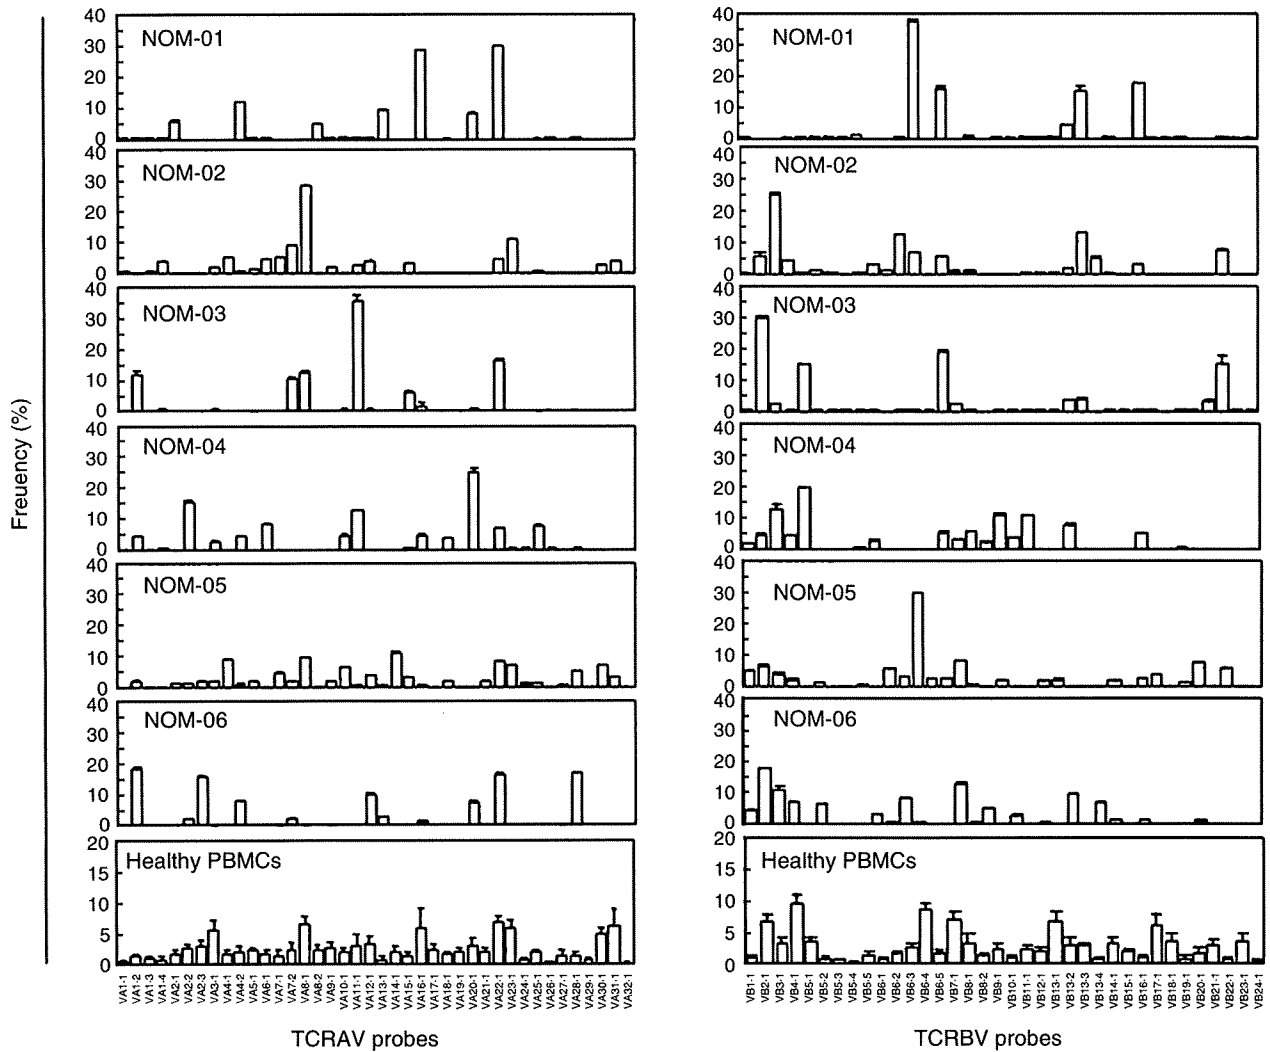 NOM-01
40
30
20
10
0
NOM-02
40
30
20
10
0
NOM-03
40
30
20
10
0
NOM-04
40
30
20
10
0
NOM-05
40
30
20
10
0
NOM-06
40
30
20
10
0
Healthy PBMCs
20
15
10
5
0
Freuency (%)
VA1-1
VA1-2
VA1-3
VA1-4
VA2-1
VA2-2
VA2-3
VA3-1
VA4-1
VA4-2
VA5-1
VA6-1
VA7-1
VA7-2
VA8-1
VA8-2
VA9-1
VA10-1
VA11-1
VA12-1
VA13-1
VA14-1
VA15-1
VA16-1
VA17-1
VA18-1
VA19-1
VA20-1
VA21-1
VA22-1
VA23-1
VA24-1
VA25-1
VA26-1
VA27-1
VA28-1
VA29-1
VA30-1
VA31-1
VA32-1
TCRAV probes
NOM-01
40
30
20
10
0
NOM-02
40
30
20
10
0
NOM-03
40
30
20
10
0
NOM-04
40
30
20
10
0
NOM-05
40
30
20
10
0
NOM-06
40
30
20
10
0
Healthy PBMCs
20
15
10
5
0
VB1-1
VB2-1
VB3-1
VB4-1
VB5-1
VB5-2
VB5-3
VB5-4
VB5-5
VB6-1
VB6-2
VB6-3
VB6-4
VB6-5
VB7-1
VB8-1
VB8-2
VB9-1
VB10-1
VB11-1
VB12-1
VB13-1
VB13-2
VB13-3
VB13-4
VB14-1
VB15-1
VB16-1
VB17-1
VB18-1
VB19-1
VB20-1
VB21-1
VB22-1
VB23-1
VB24-1
TCRBV probes